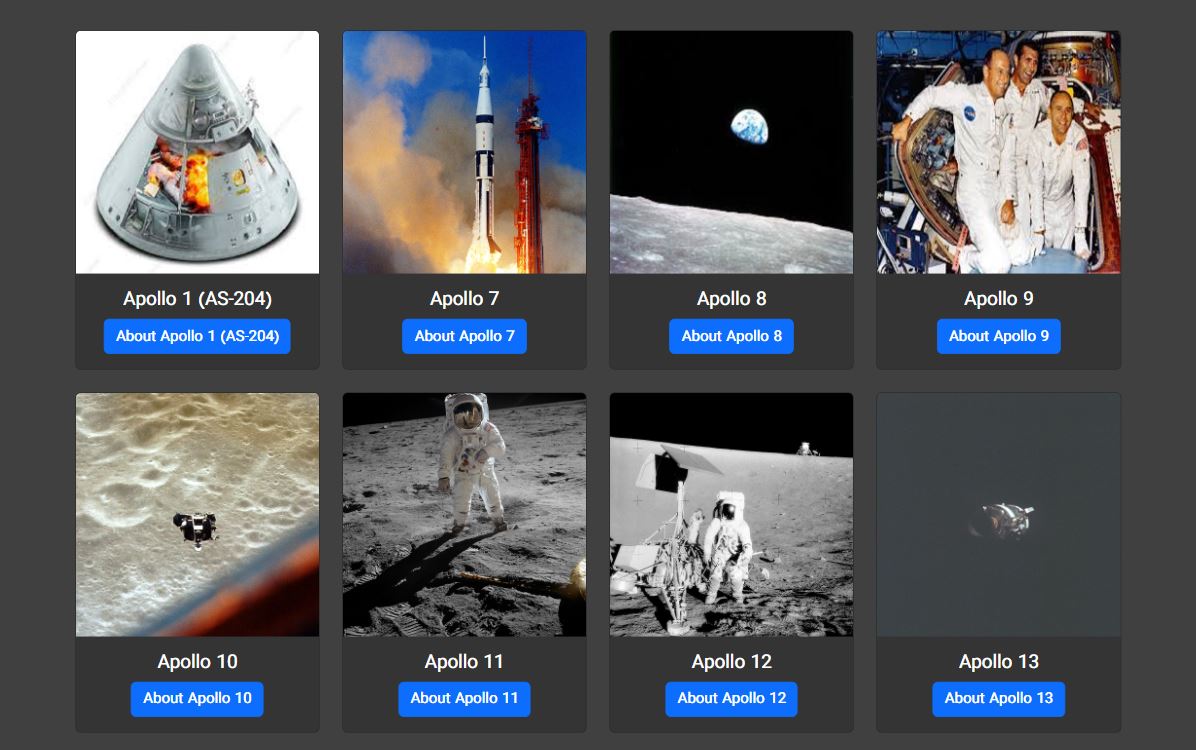 Apollo 1 (AS-204)
About Apollo 1 (AS-204)
Apollo 7
About Apollo 7
Apollo 8
About Apollo 8
Apollo 9
About Apollo 9
Apollo 10
About Apollo 10
Apollo 11
About Apollo 11
Apollo 12
About Apollo 12
Apollo 13
About Apollo 13